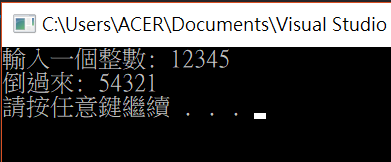 C:\Users\ACER\Documents\Visual Studio
輸入一個整數: 12345
倒過來: 54321
請按任意鍵繼續 . . .